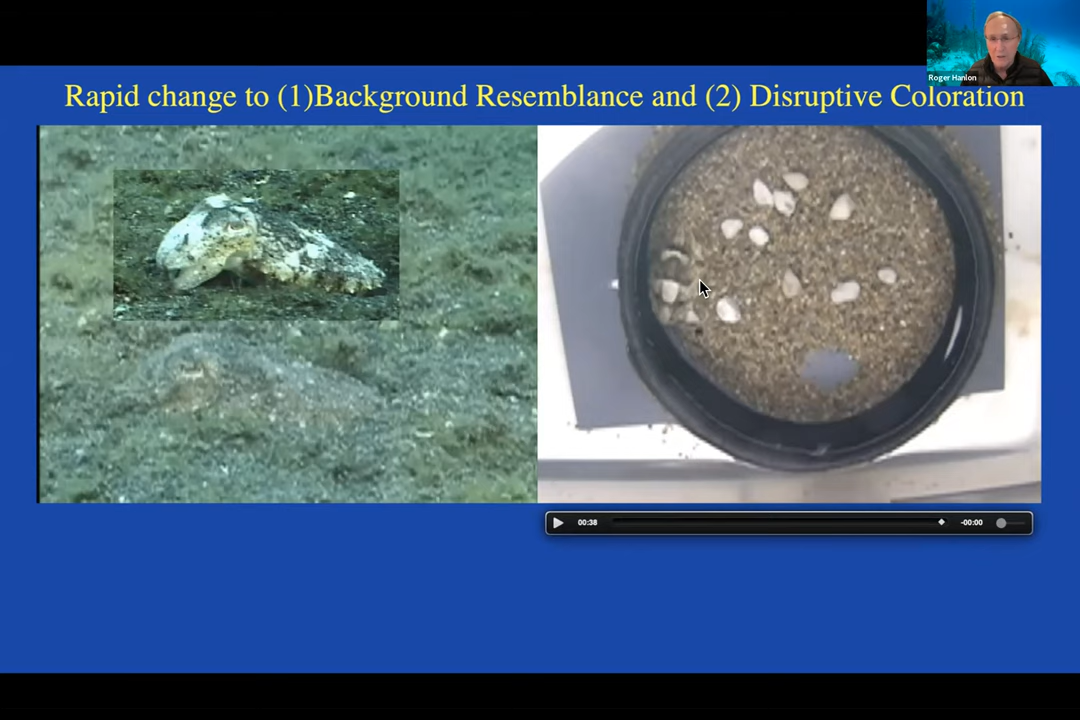 Roger Hanlon
Rapid change to (1)Background Resemblance and (2) Disruptive Coloration
00:38
-00:00